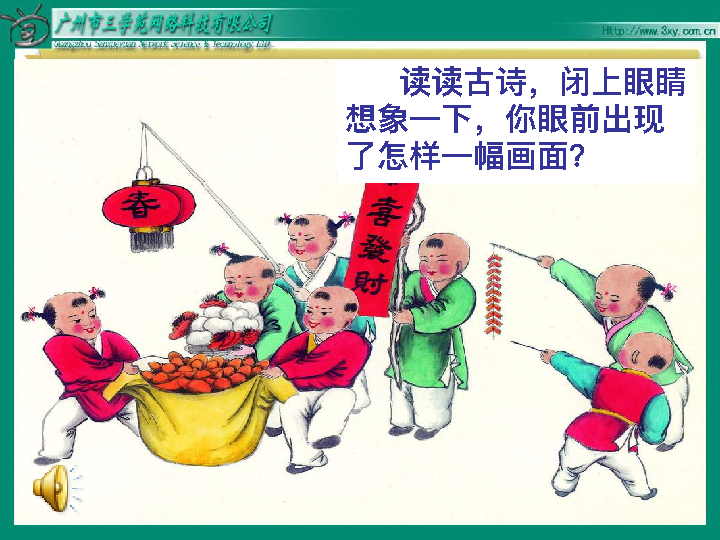 广州市三学苑网络科技有限公司
Guangzhou Sanxueyuan Network Science & Technology LTD.
Http://www.3xy.com.cn
读读古诗，闭上眼睛
想象一下，你眼前出现
了怎样一幅画面？
春
喜發財